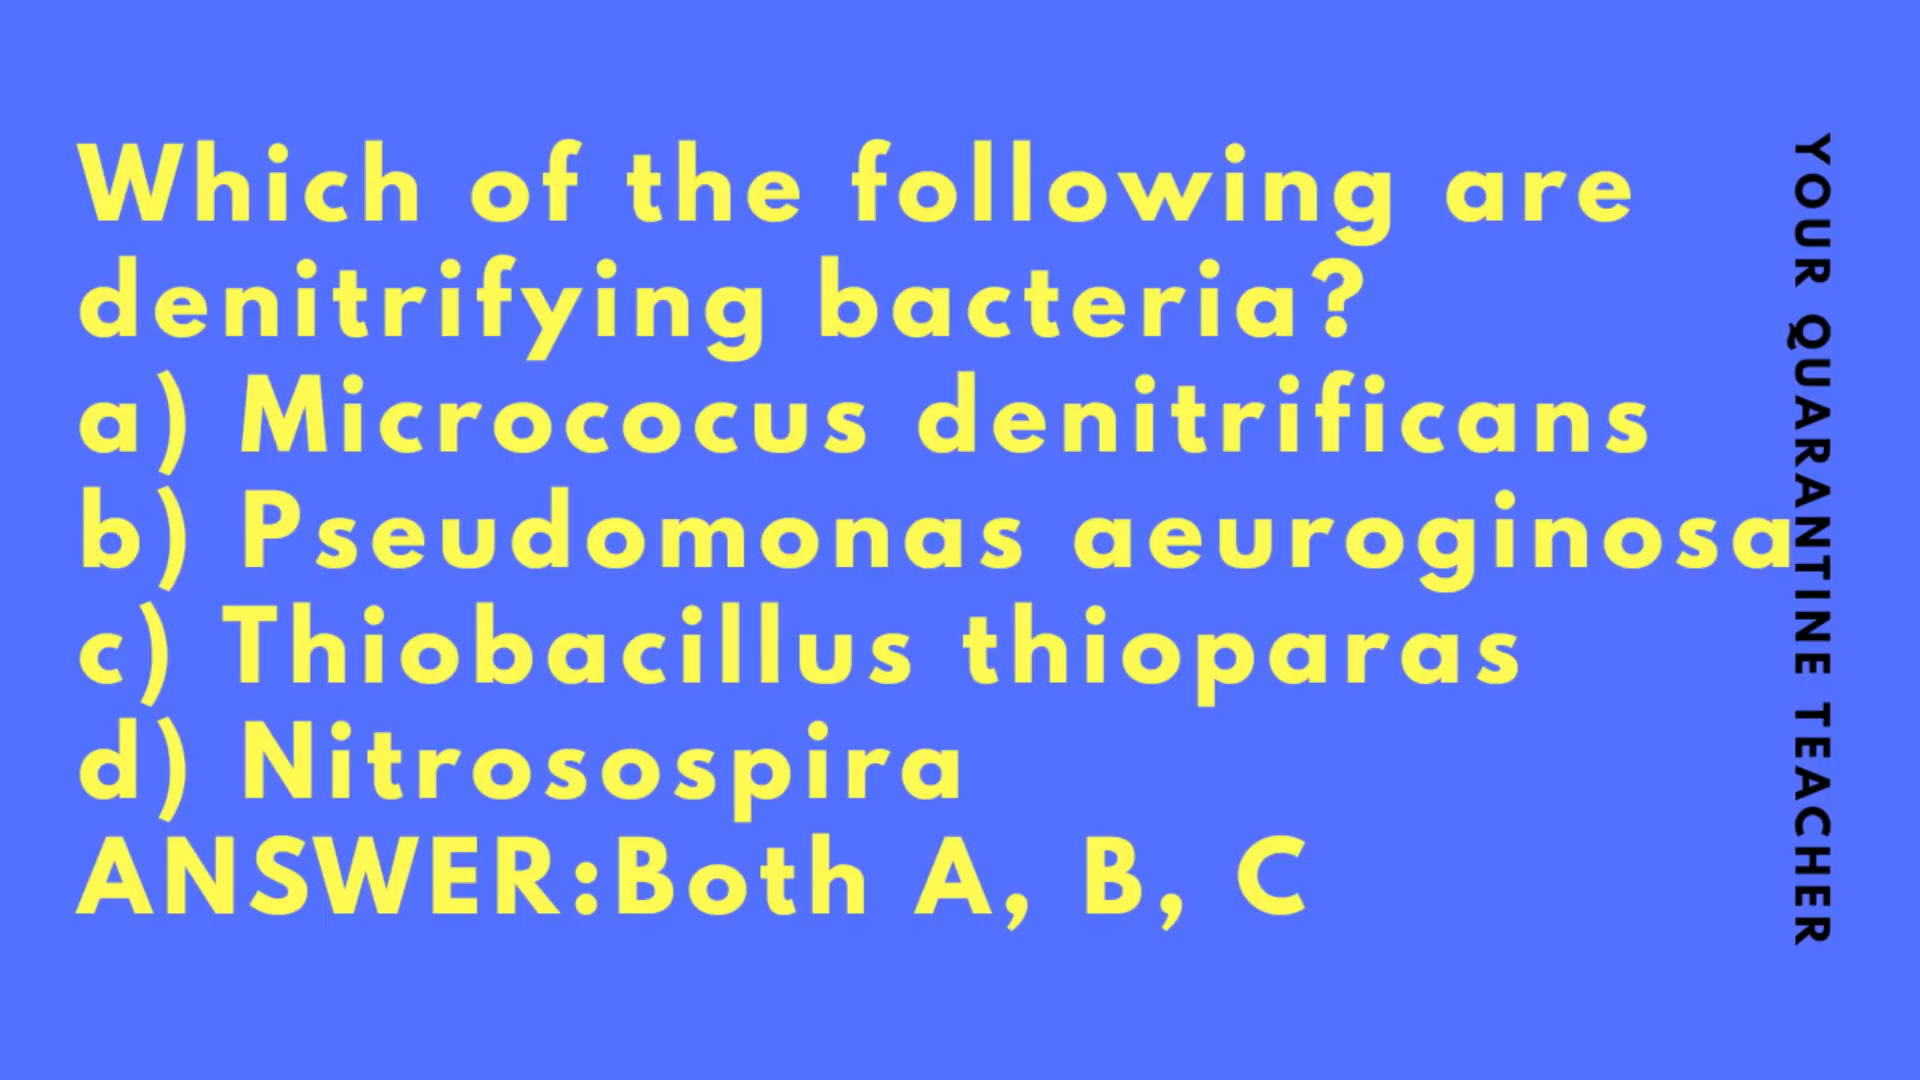 Which of the following are
denitrifying bacteria?
a) Micrococus denitrificans
b) Pseudomonas aeuroginosa
c) Thiobacillus thioparas
d) Nitrosospira
ANSWER:Both A, B, C
YOUR QUARANTINE TEACHER